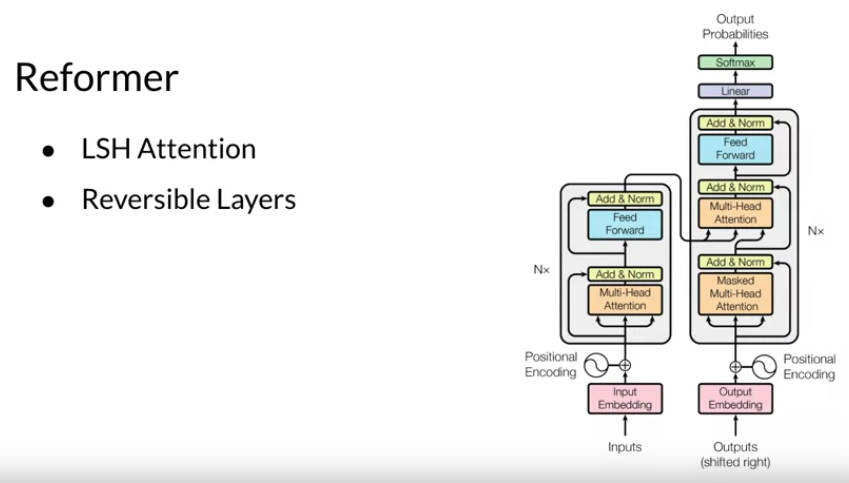 Reformer
● LSH Attention
● Reversible Layers
Output
Probabilities
Softmax
Linear
Add & Norm
Feed
Forward
Add & Norm
Multi-Head
Attention
Nx
Add & Norm
Masked
Multi-Head
Attention
Positional
Encoding
Output
Embedding
Outputs
(shifted right)
Add & Norm
Feed
Forward
Nx
Add & Norm
Multi-Head
Attention
Positional
Encoding
Input
Embedding
Inputs